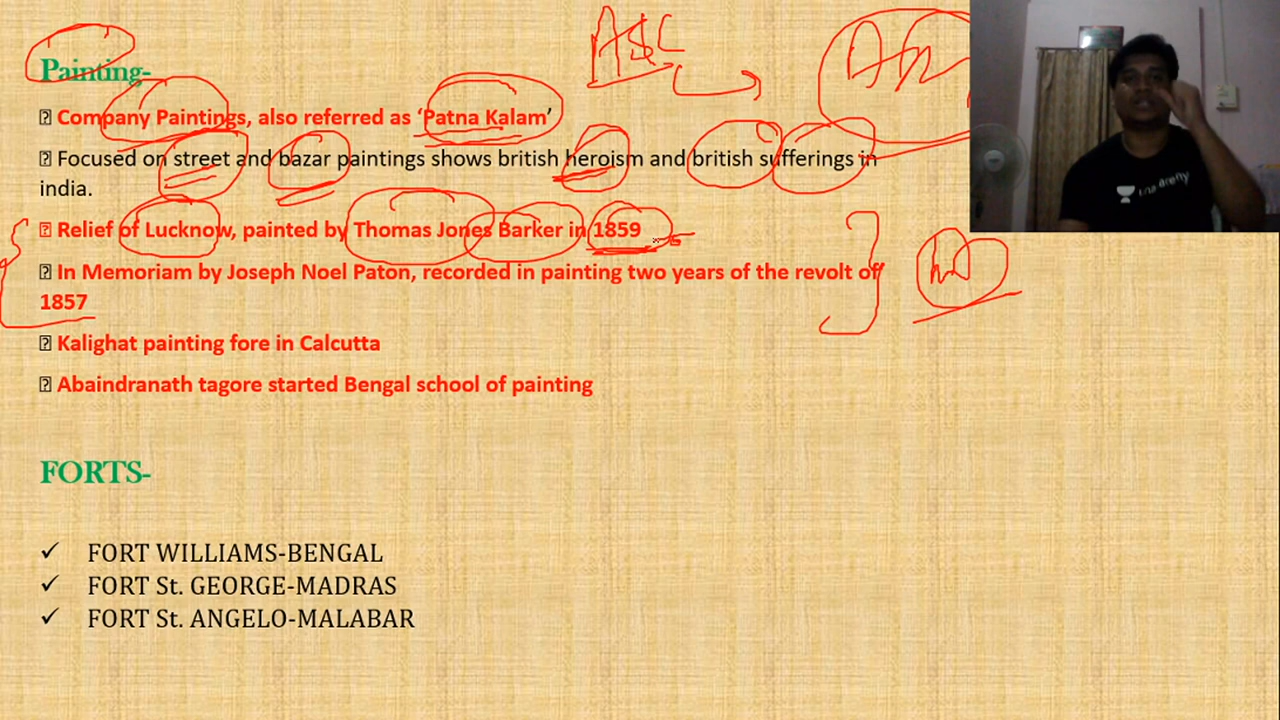 Painting-
Company Paintings, also referred as ‘Patna Kalam’
Focused on street and bazar paintings shows british heroism and british sufferings in
india.
Relief of Lucknow, painted by Thomas Jones Barker in 1859
In Memoriam by Joseph Noel Paton, recorded in painting two years of the revolt of
1857
Kalighat painting fore in Calcutta
Abaindranath tagore started Bengal school of painting
FORTS-
✓ FORT WILLIAMS-BENGAL
✓ FORT St. GEORGE-MADRAS
✓ FORT St. ANGELO-MALABAR